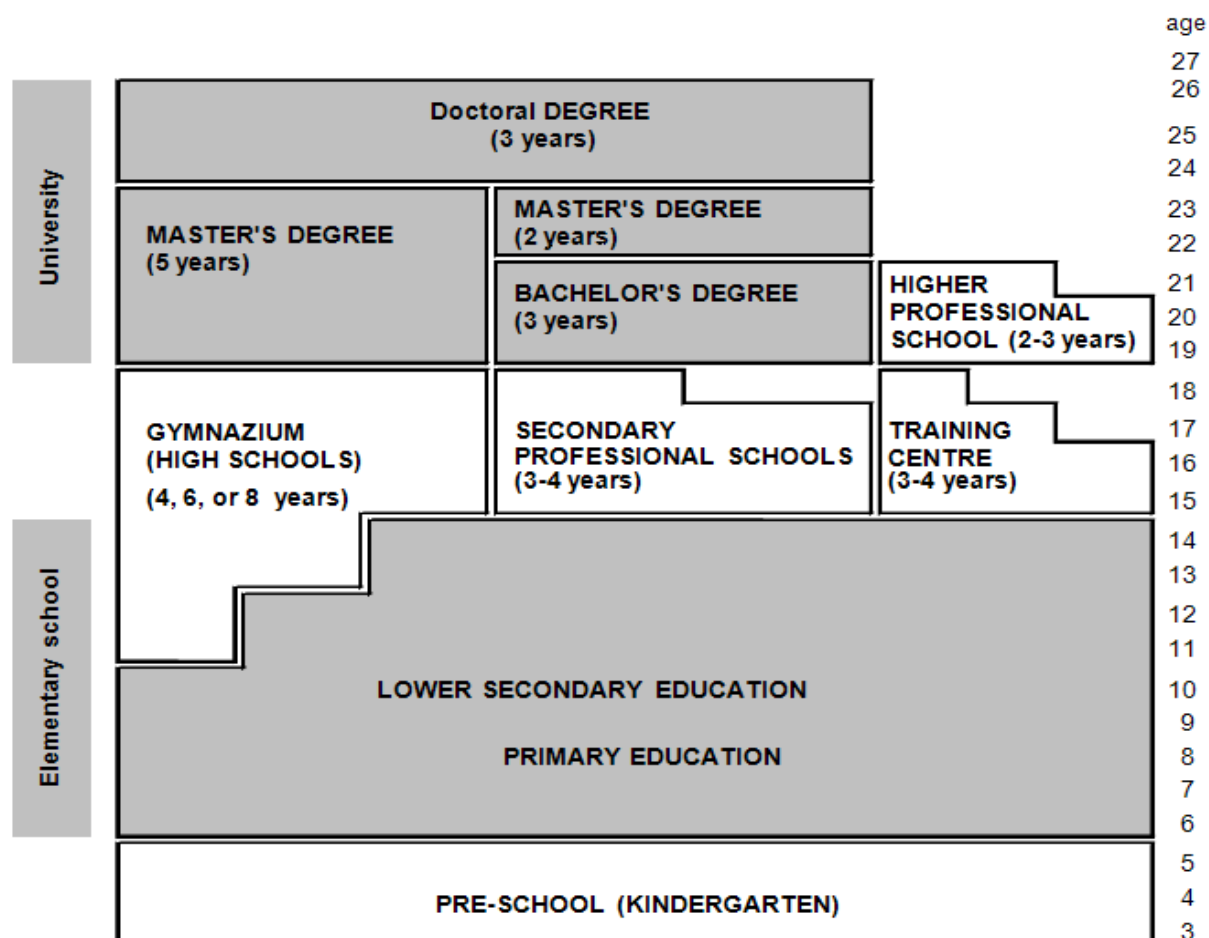 age
27
26
Doctoral DEGREE
(3 years)
25
24
University
MASTER'S DEGREE
(5 years)
MASTER'S DEGREE
(2 years)
23
22
BACHELOR'S DEGREE
(3 years)
HIGHER
PROFESSIONAL
SCHOOL (2-3 years)
21
20
19
GYMNAZIUM
(HIGH SCHOOLS)
(4, 6, or 8 years)
SECONDARY
PROFESSIONAL SCHOOLS
(3-4 years)
TRAINING
CENTRE
(3-4 years)
18
17
16
15
Elementary school
14
13
12
11
LOWER SECONDARY EDUCATION
10
9
PRIMARY EDUCATION
8
7
6
5
PRE-SCHOOL (KINDERGARTEN)
4
3